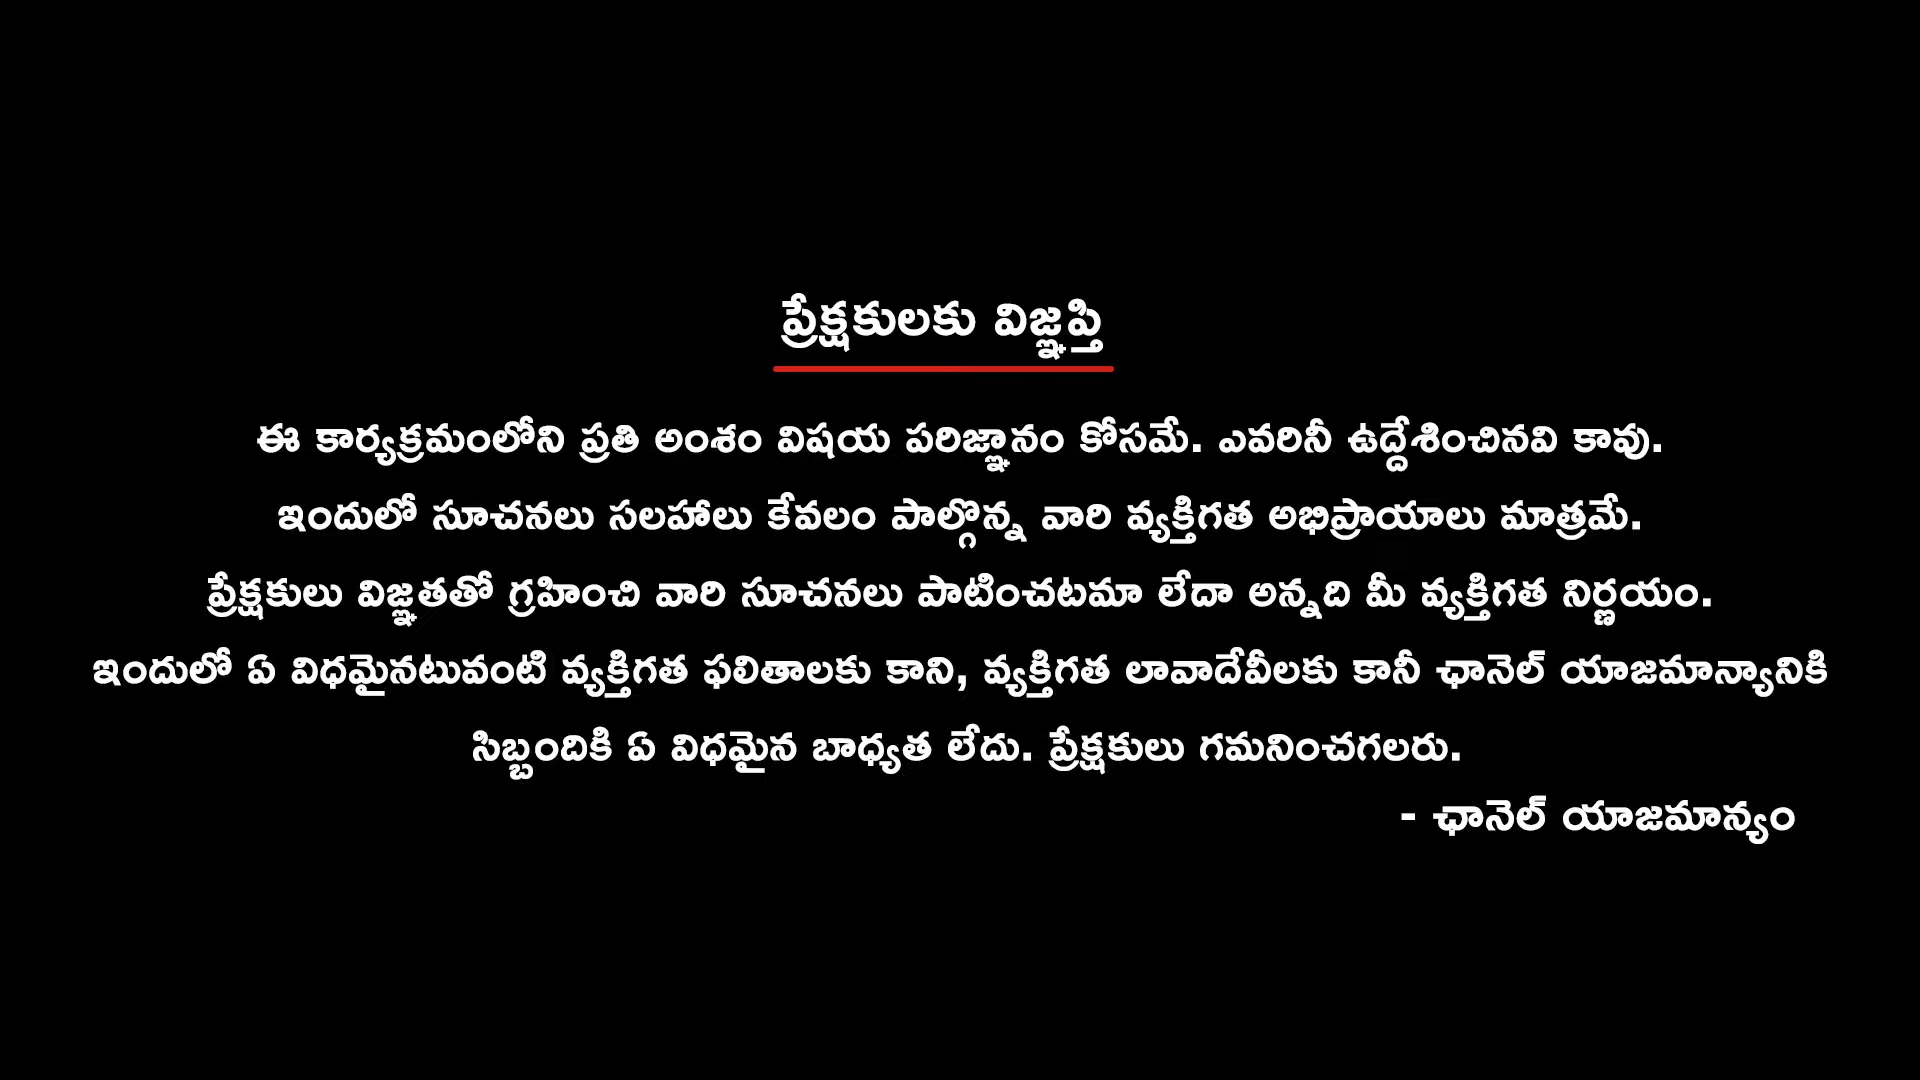 ప్రేక్షకులకు విజ్ఞప్తి
ఈ కార్యక్రమంలోని ప్రతి అంశం విషయ పరిజ్ఞానం కోసమే. ఎవరినీ ఉద్దేశించినవి కావు.
ఇందులో సూచనలు సలహాలు కేవలం పాల్గొన్న వారి వ్యక్తిగత అభిప్రాయాలు మాత్రమే.
ప్రేక్షకులు విజ్ఞతతో గ్రహించి వారి సూచనలు పాటించటమా లేదా అన్నది మీ వ్యక్తిగత నిర్ణయం.
ఇందులో ఏ విధమైనటువంటి వ్యక్తిగత ఫలితాలకు కాని, వ్యక్తిగత లావాదేవీలకు కానీ ఛానెల్ యాజమాన్యానికి
సిబ్బందికి ఏ విధమైన బాధ్యత లేదు. ప్రేక్షకులు గమనించగలరు.
- ఛానెల్ యాజమాన్యం